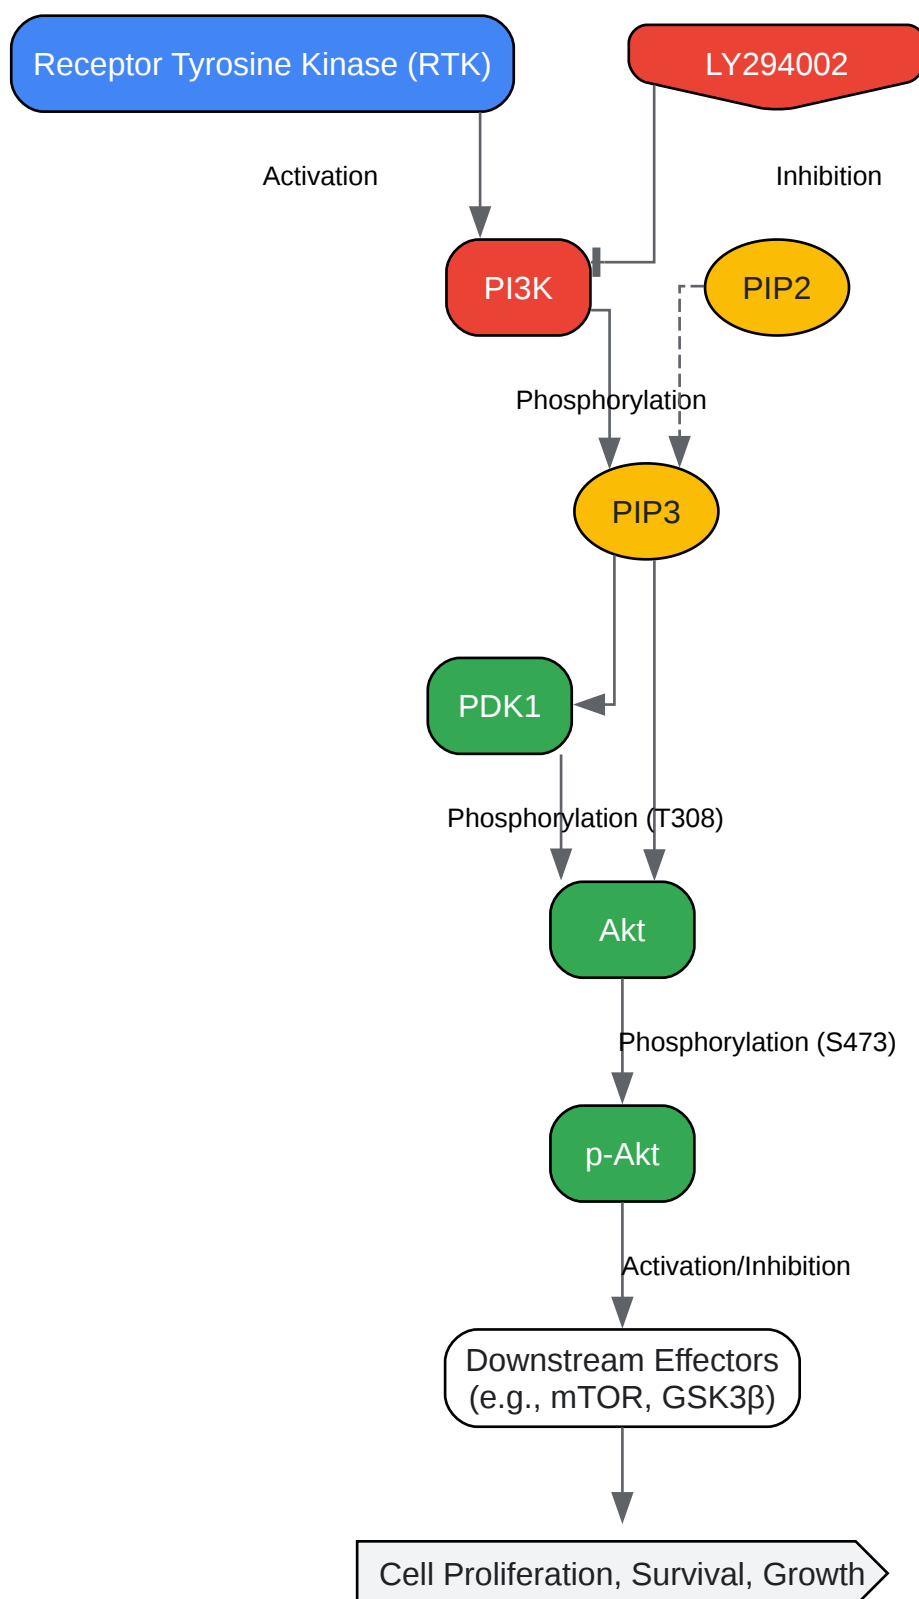 Receptor Tyrosine Kinase (RTK)
LY294002
Activation
Inhibition
PI3K
PIP2
Phosphorylation
PIP3
PDK1
Phosphorylation (T308)
Akt
Phosphorylation (S473)
p-Akt
Activation/Inhibition
Downstream Effectors
(e.g., mTOR, GSK3β)
Cell Proliferation, Survival, Growth